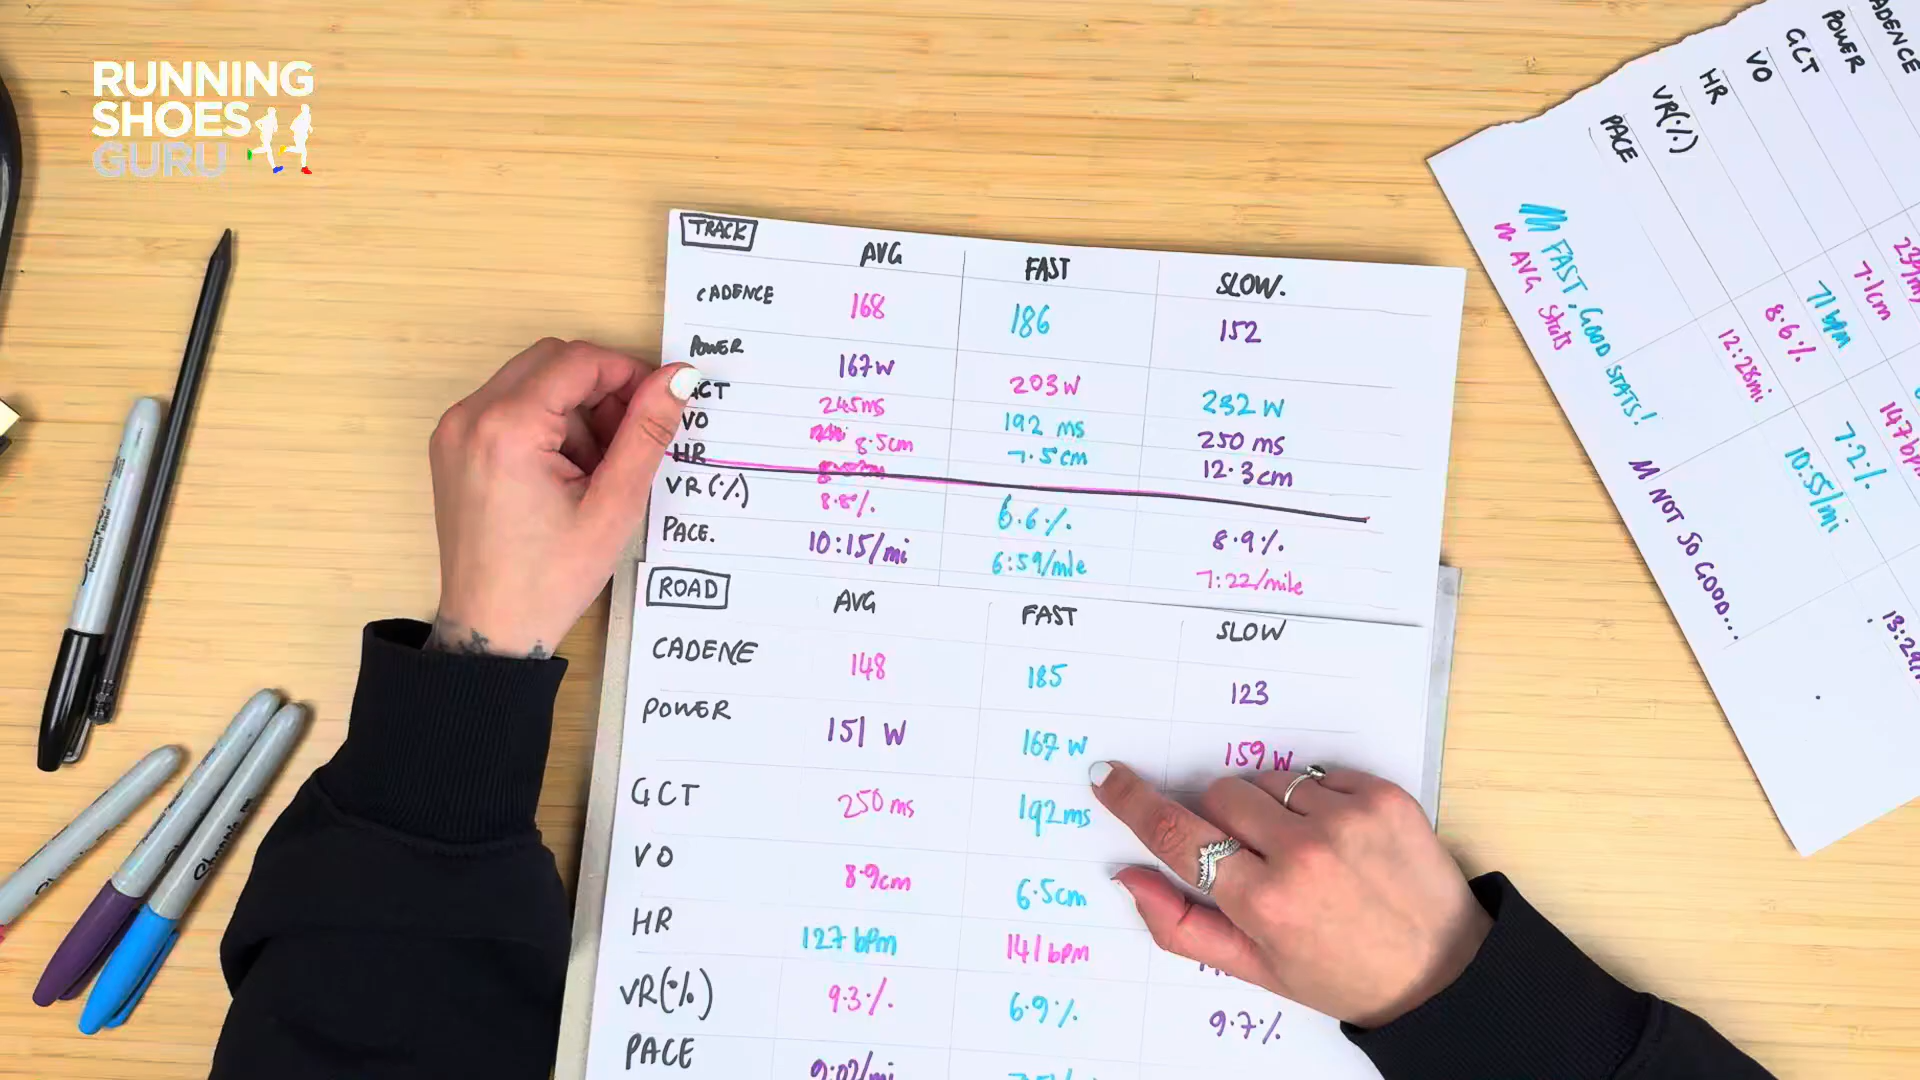 RUNNING
SHOES
GURU
TRACK
AVG FAST SLOW.
CADENCE 168 186 152
POWER 167W 203W 232W
GCT 245ms 192 ms 250 ms
VO 8.5cm 7.5cm 12.3cm
HR
VR(%) 8.8% 6.6% 8.9%
PACE. 10:15/mi 6:59/mile 7:22/mile
ROAD
AVG FAST SLOW
CADENE 148 185 123
POWER 151 W 167 W 159 W
GCT 250 ms 192ms
VO 8.9cm 6.5cm
HR 127 bpm 141 bpm
VR(%) 9.3% 6.9% 9.7%
PACE 9:07/mi
POWER
GCT
VO
HR
VR(%)
PACE
7.1cm
71 bpm
8.6%
12:28mi
7.2%
10:55/mi
FAST, GOOD STATS!
AVG Stats
NOT SO GOOD...